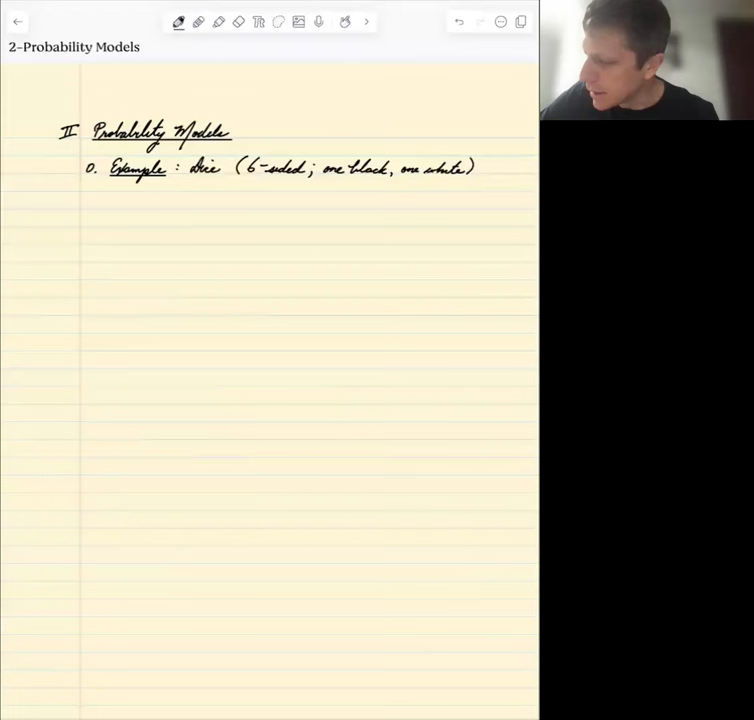 2-Probability Models
II Probability Models
0. Example : Dice (6-sided; one black, one white)